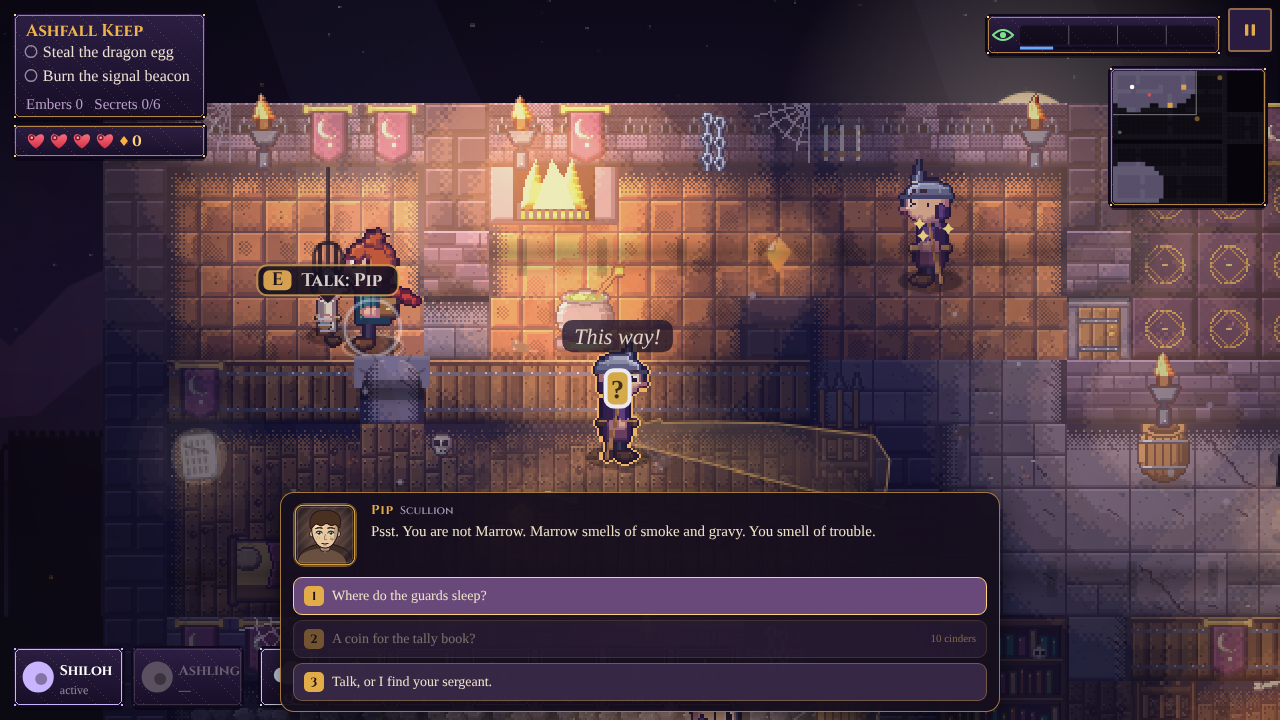 Ashfall Keep
Steal the dragon egg
Burn the signal beacon
Embers 0 Secrets 0/6
0
E Talk: Pip
This way!
?
Pip Scullion
Psst. You are not Marrow. Marrow smells of smoke and gravy. You smell of trouble.
1 Where do the guards sleep?
2 A coin for the tally book? 10 cinders
3 Talk, or I find your sergeant.
Shiloh
active
Ashling
—